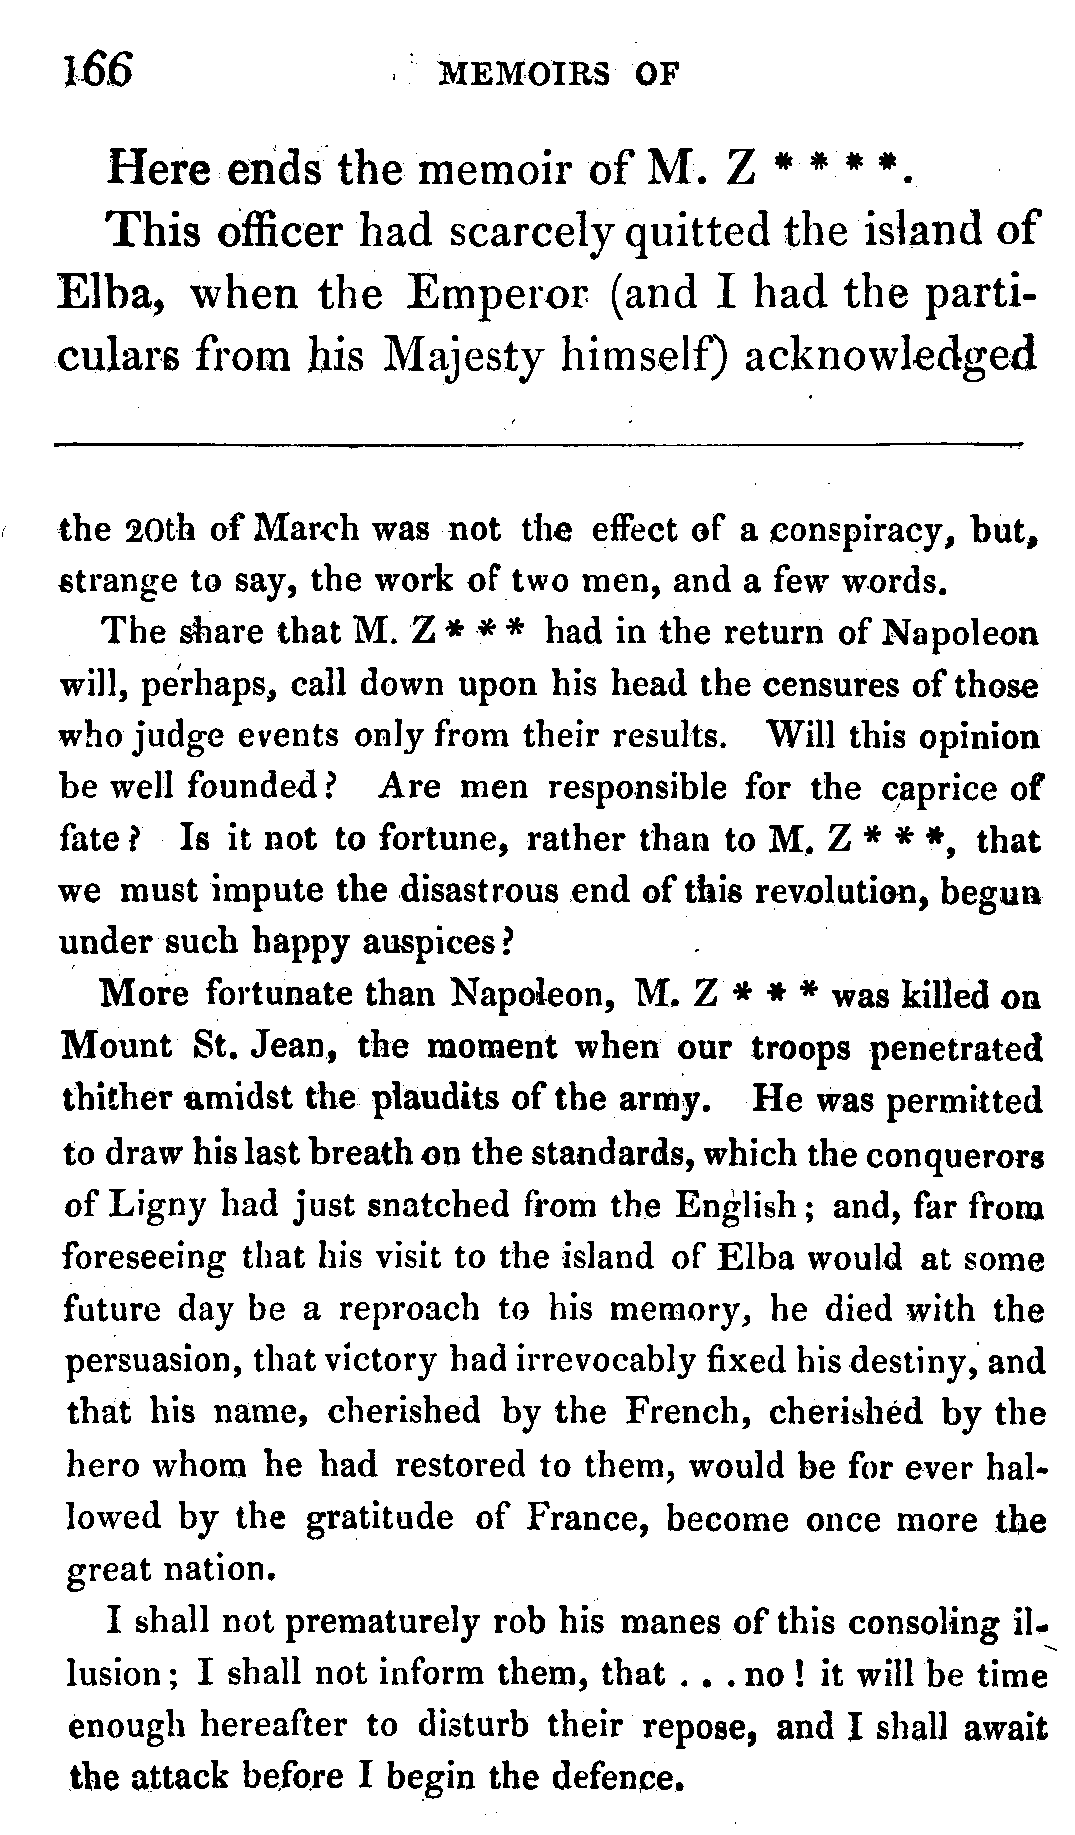 166 MEMOIRS OF
Here ends the memoir of M. Z * * * *.
This officer had scarcely quitted the island of
Elba, when the Emperor (and I had the parti-
culars from his Majesty himself) acknowledged
the 20th of March was not the effect of a conspiracy, but,
strange to say, the work of two men, and a few words.
The share that M. Z * * * had in the return of Napoleon
will, perhaps, call down upon his head the censures of those
who judge events only from their results. Will this opinion
be well founded? Are men responsible for the caprice of
fate? Is it not to fortune, rather than to M. Z * * *, that
we must impute the disastrous end of this revolution, begun
under such happy auspices?
More fortunate than Napoleon, M. Z * * * was killed on
Mount St. Jean, the moment when our troops penetrated
thither amidst the plaudits of the army. He was permitted
to draw his last breath on the standards, which the conquerors
of Ligny had just snatched from the English; and, far from
foreseeing that his visit to the island of Elba would at some
future day be a reproach to his memory, he died with the
persuasion, that victory had irrevocably fixed his destiny, and
that his name, cherished by the French, cherished by the
hero whom he had restored to them, would be for ever hal-
lowed by the gratitude of France, become once more the
great nation.
I shall not prematurely rob his manes of this consoling il-
lusion; I shall not inform them, that . . . no! it will be time
enough hereafter to disturb their repose, and I shall await
the attack before I begin the defence.